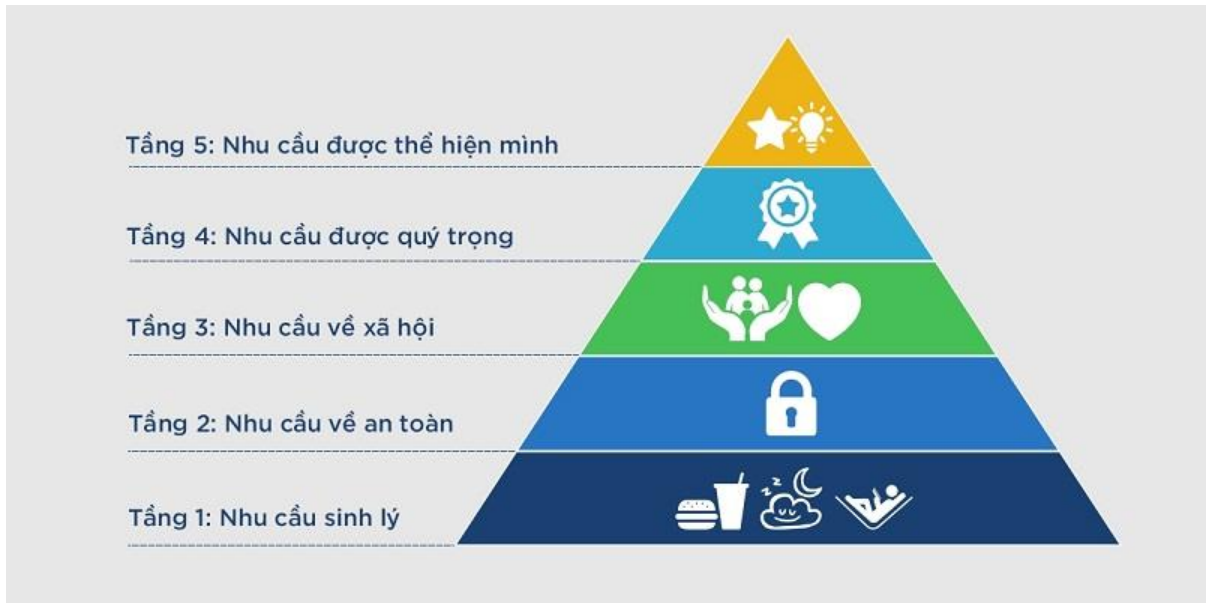 Tầng 5: Nhu cầu được thể hiện mình
Tầng 4: Nhu cầu được quý trọng
Tầng 3: Nhu cầu về xã hội
Tầng 2: Nhu cầu về an toàn
Tầng 1: Nhu cầu sinh lý